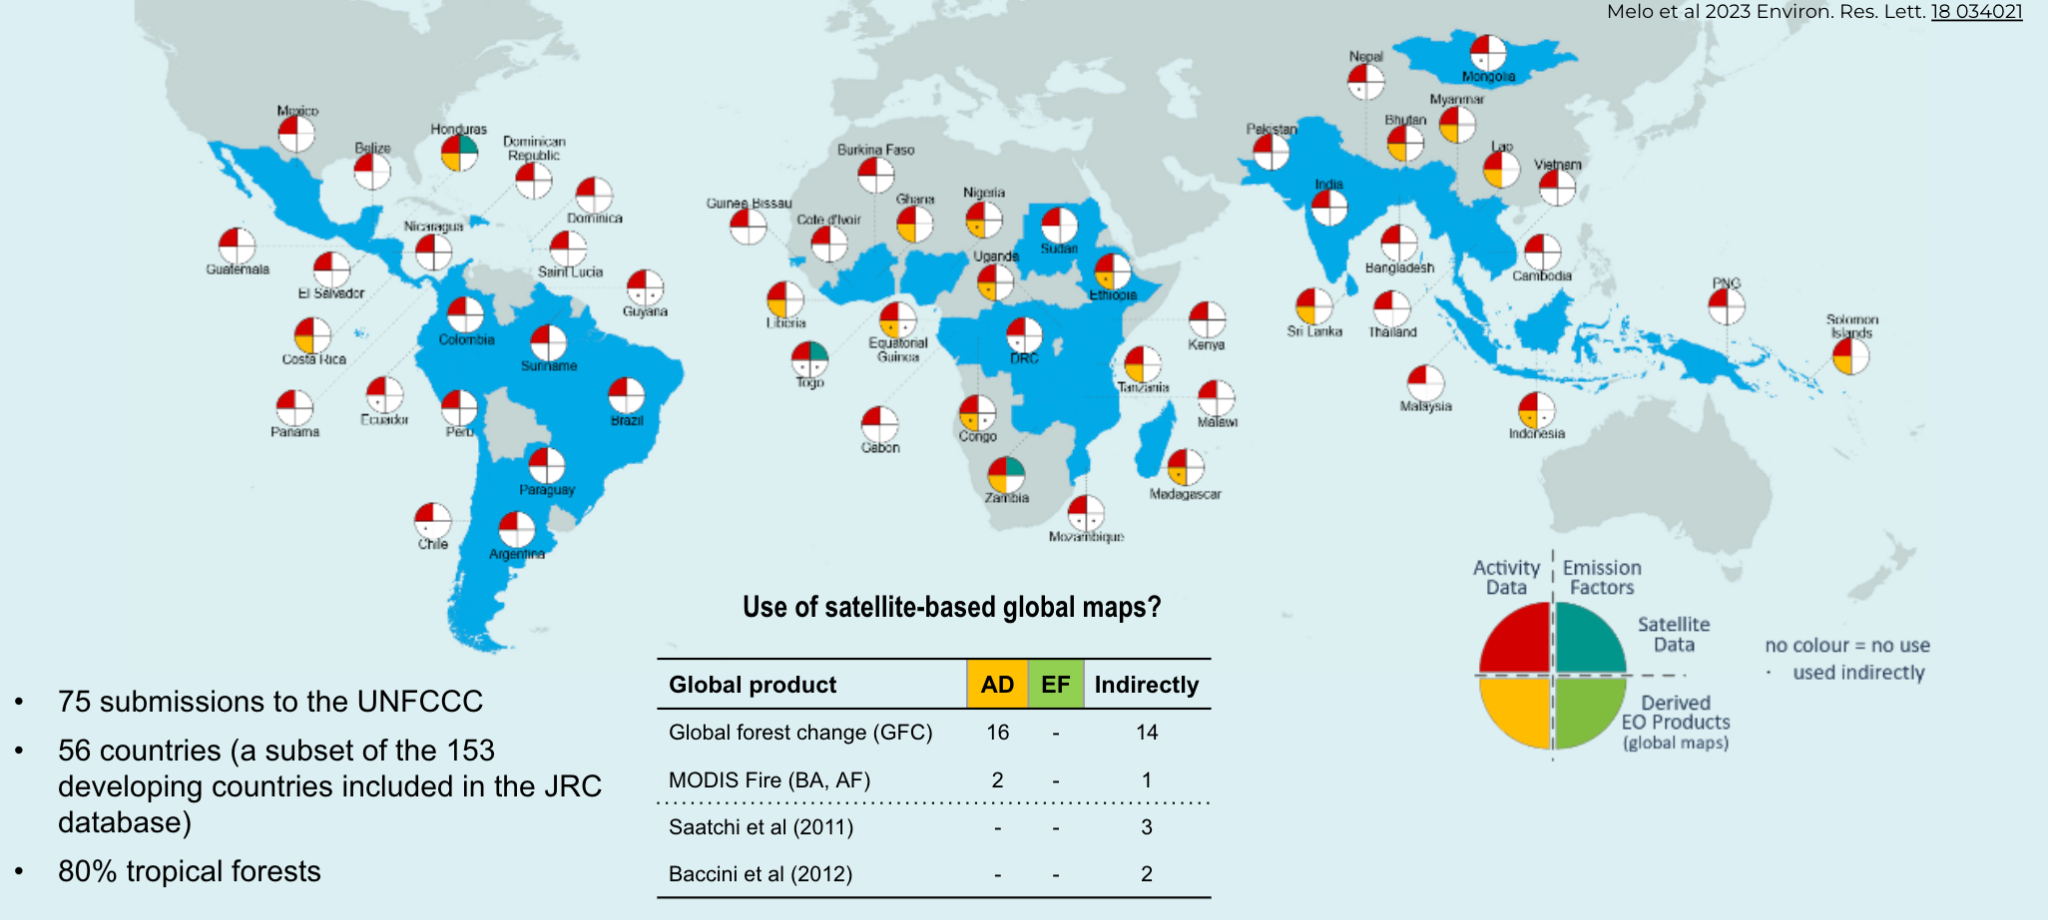 Melo et al 2023 Environ. Res. Lett. 18 034021
Mexico
Belize
Honduras
Dominican
Republic
Dominica
Nicaragua
Guatemala
El Salvador
Saint Lucia
Guyana
Costa Rica
Colombia
Suriname
Panama
Ecuador
Peru
Brazil
Paraguay
Chile
Argentina
Burkina Faso
Guinea Bissau
Cote d'Ivoir
Ghana
Nigeria
Sudan
Uganda
Ethiopia
Liberia
Equatorial
Guinea
Togo
DRC
Kenya
Tanzania
Malawi
Gabon
Congo
Zambia
Madagascar
Mozambique
Nepal
Mongolia
Myanmar
Pakistan
Bhutan
Lao
Vietnam
India
Bangladesh
Cambodia
Sri Lanka
Thailand
PNG
Solomon
Islands
Malaysia
Indonesia
Activity
Data
Emission
Factors
Satellite
Data
Derived
EO Products
(global maps)
no colour = no use
· used indirectly
• 75 submissions to the UNFCCC
• 56 countries (a subset of the 153
developing countries included in the JRC
database)
• 80% tropical forests
Use of satellite-based global maps?
Global product AD EF Indirectly
Global forest change (GFC) 16 - 14
MODIS Fire (BA, AF) 2 - 1
Saatchi et al (2011) - - 3
Baccini et al (2012) - - 2